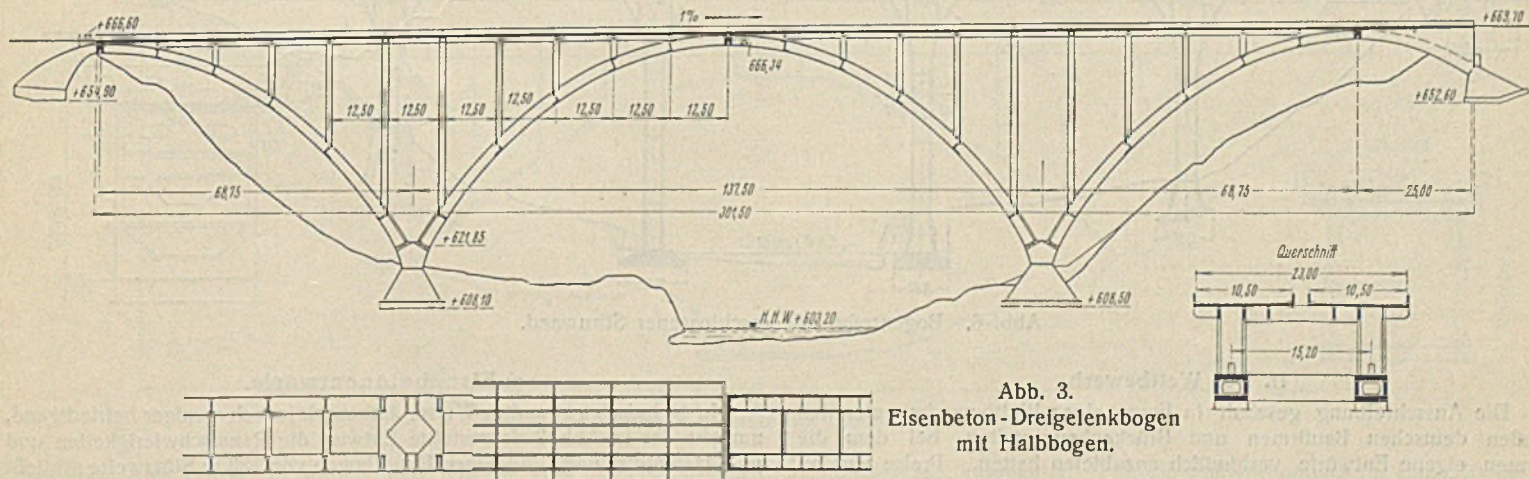 +666,60
1%
+669,70
666,34
+654,90
+652,60
12,50 12,50 12,50 12,50 12,50 12,50 12,50
68,75 137,50 68,75 25,00
301,50
+621,85
+608,10
+608,50
H.H.W. +603,20
Querschnitt
23,00
10,50 10,50
15,20
Abb. 3.
Eisenbeton-Dreigelenkbogen
mit Halbbogen.